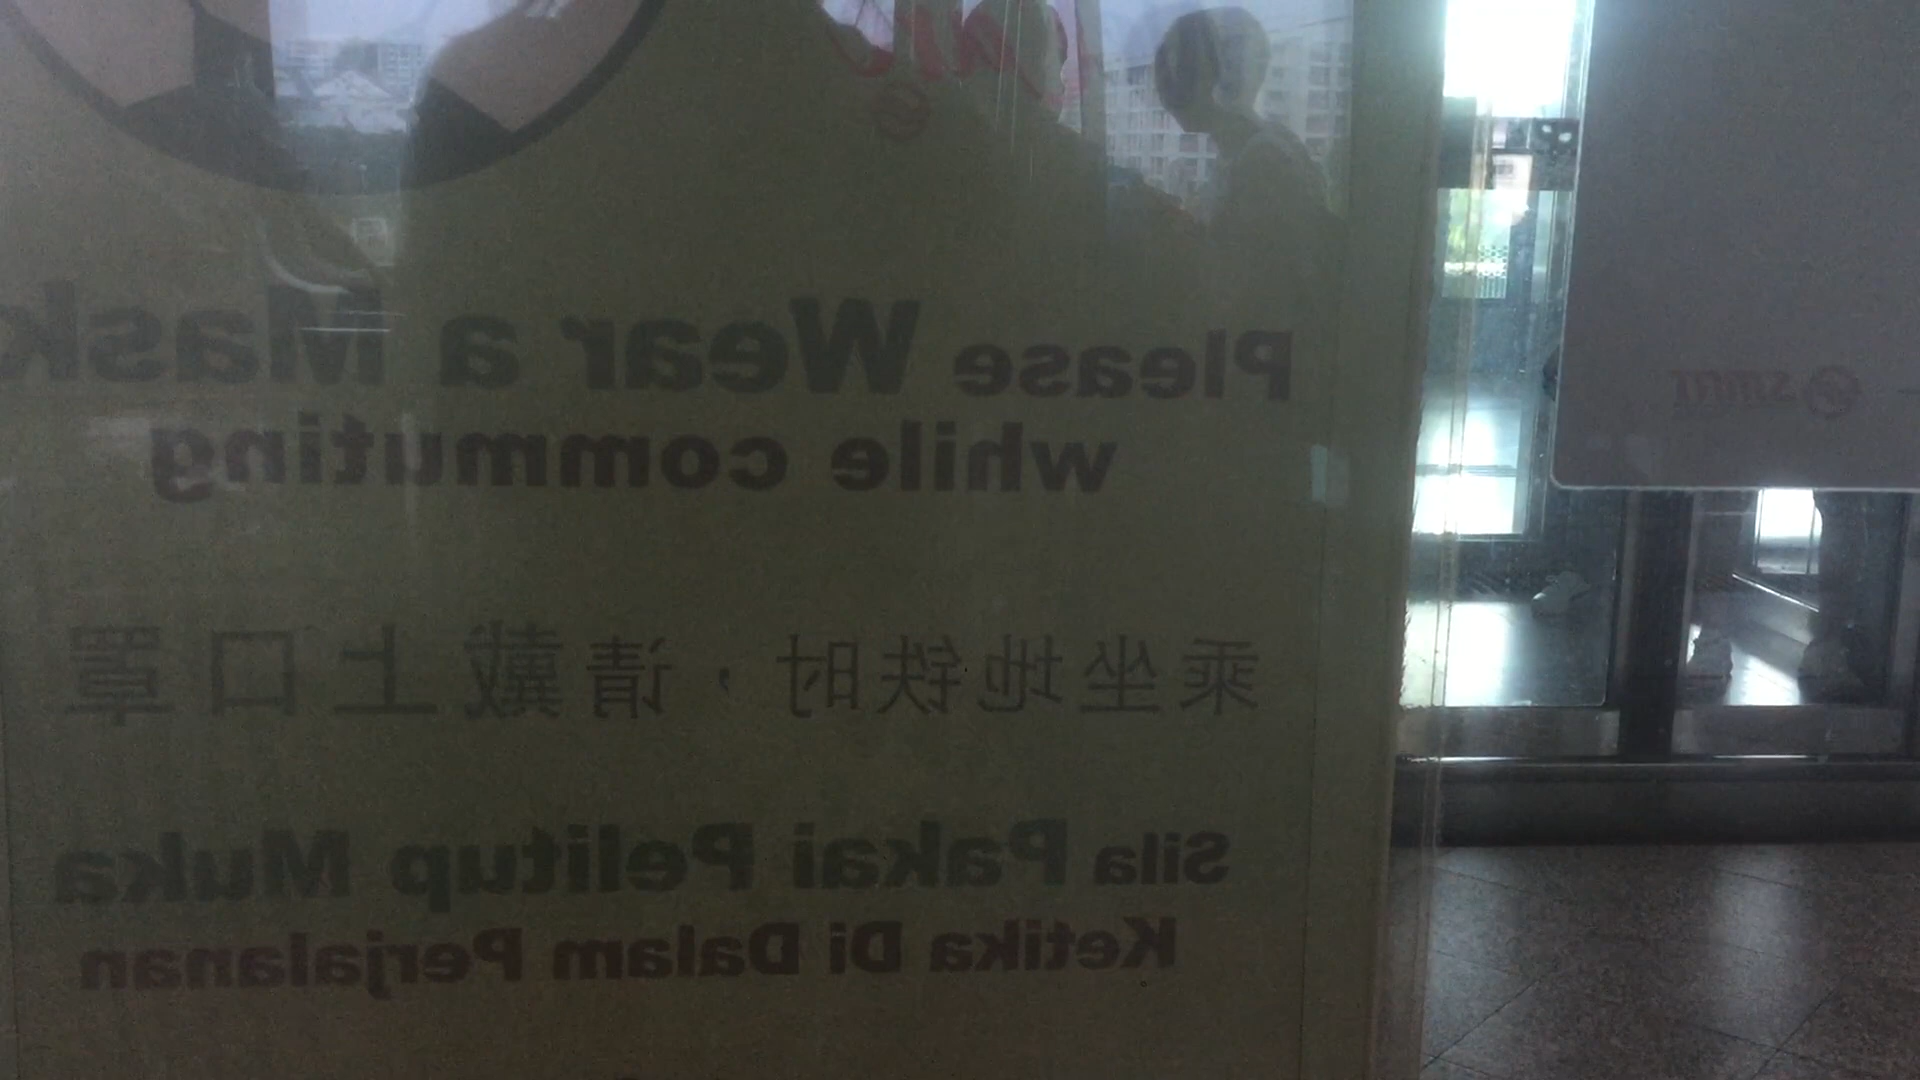 Please Wear a Mask
while commuting
乘坐地铁时，请戴上口罩
Sila Pakai Pelitup Muka
Ketika Di Dalam Perjalanan
smrt